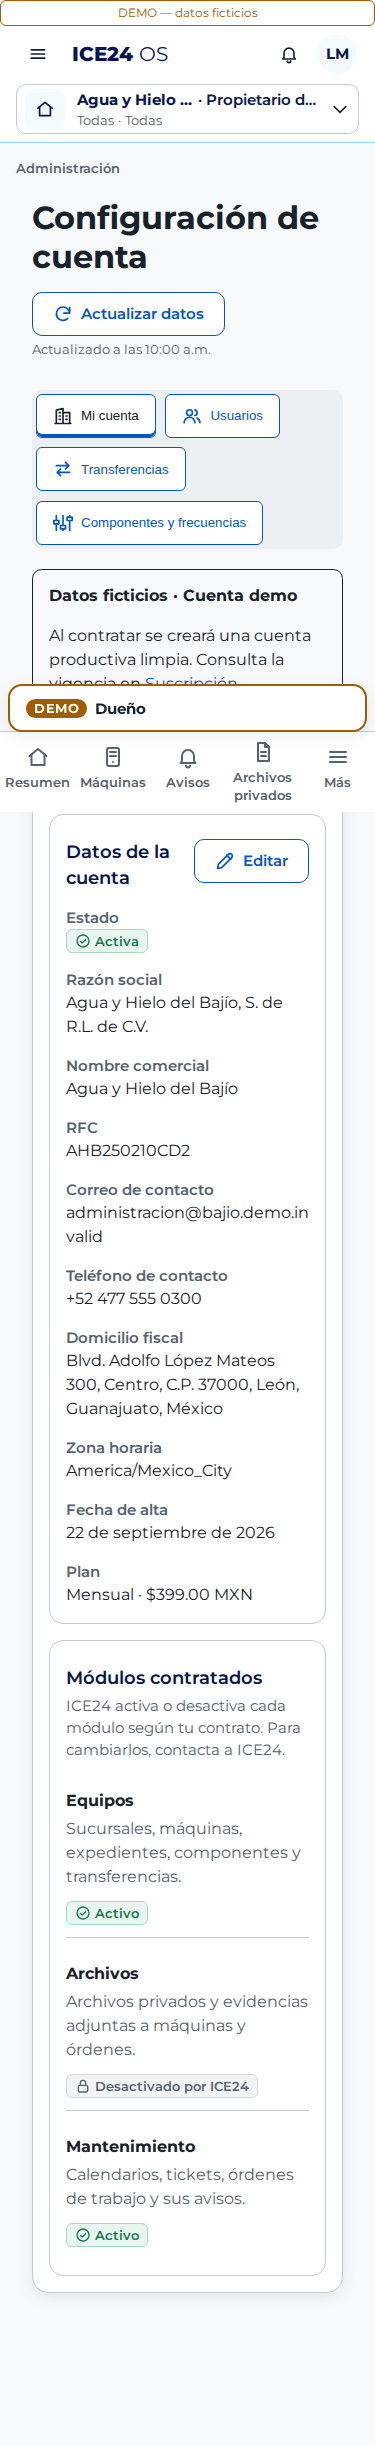 DEMO — datos ficticios
ICE24 OS
LM
Agua y Hielo ... · Propietario d...
Todas · Todas
Administración
Configuración de
cuenta
Actualizar datos
Actualizado a las 10:00 a.m.
Mi cuenta
Usuarios
Transferencias
Componentes y frecuencias
Datos ficticios · Cuenta demo
Al contratar se creará una cuenta
productiva limpia. Consulta la
vigencia en Suscripción
DEMO Dueño
Resumen
Máquinas
Avisos
Archivos
privados
Más
Datos de la
cuenta
Editar
Estado
Activa
Razón social
Agua y Hielo del Bajío, S. de
R.L. de C.V.
Nombre comercial
Agua y Hielo del Bajío
RFC
AHB250210CD2
Correo de contacto
administracion@bajio.demo.in
valid
Teléfono de contacto
+52 477 555 0300
Domicilio fiscal
Blvd. Adolfo López Mateos
300, Centro, C.P. 37000, León,
Guanajuato, México
Zona horaria
America/Mexico_City
Fecha de alta
22 de septiembre de 2026
Plan
Mensual · $399.00 MXN
Módulos contratados
ICE24 activa o desactiva cada
módulo según tu contrato. Para
cambiarlos, contacta a ICE24.
Equipos
Sucursales, máquinas,
expedientes, componentes y
transferencias.
Activo
Archivos
Archivos privados y evidencias
adjuntas a máquinas y
órdenes.
Desactivado por ICE24
Mantenimiento
Calendarios, tickets, órdenes
de trabajo y sus avisos.
Activo